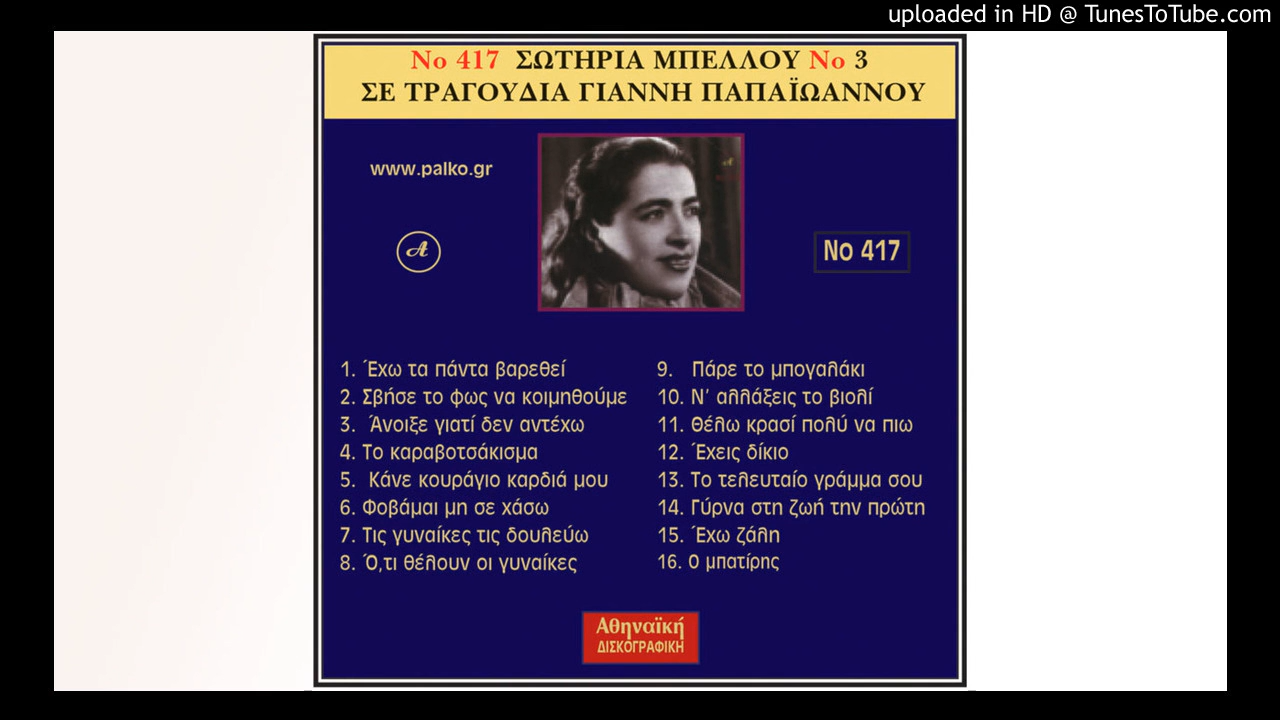 uploaded in HD @ TunesToTube.com
Νο 417 ΣΩΤΗΡΙΑ ΜΠΕΛΛΟΥ Νο 3
ΣΕ ΤΡΑΓΟΥΔΙΑ ΓΙΑΝΝΗ ΠΑΠΑΪΩΑΝΝΟΥ
www.palko.gr
A
Νο 417
1. Έχω τα πάντα βαρεθεί
2. Σβήσε το φως να κοιμηθούμε
3. Άνοιξε γιατί δεν αντέχω
4. Το καραβοτσάκισμα
5. Κάνε κουράγιο καρδιά μου
6. Φοβάμαι μη σε χάσω
7. Τις γυναίκες τις δουλεύω
8. Ό,τι θέλουν οι γυναίκες
9. Πάρε το μπογαλάκι
10. Ν' αλλάξεις το βιολί
11. Θέλω κρασί πολύ να πιω
12. Έχεις δίκιο
13. Το τελευταίο γράμμα σου
14. Γύρνα στη ζωή την πρώτη
15. Έχω ζάλη
16. Ο μπατίρης
Αθηναϊκή
ΔΙΣΚΟΓΡΑΦΙΚΗ